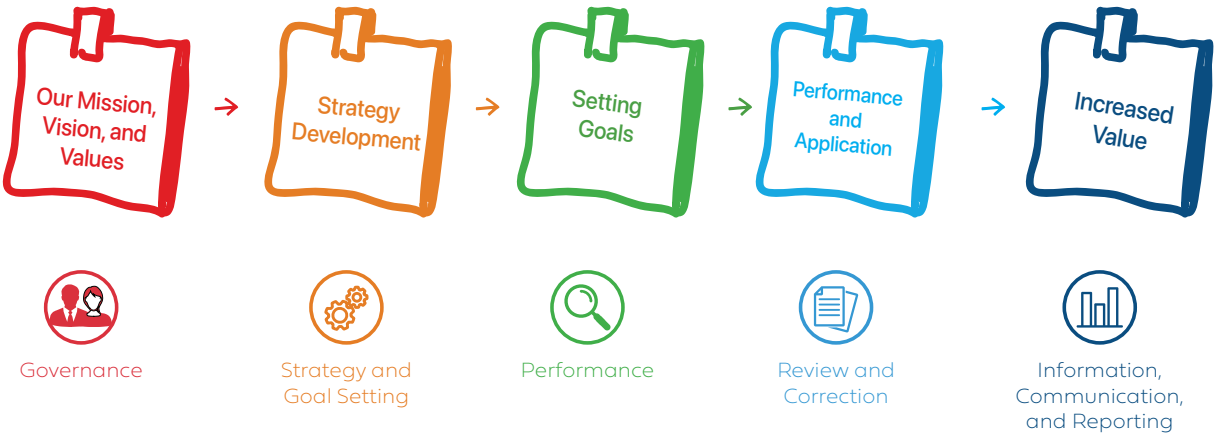 Our Mission,
Vision, and
Values
Strategy
Development
Setting
Goals
Performance
and
Application
Increased
Value
Governance
Strategy and
Goal Setting
Performance
Review and
Correction
Information,
Communication,
and Reporting